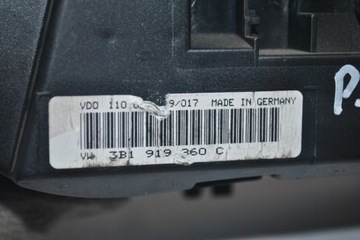 VDO 110.0 9/017 MADE IN GERMANY
VW 3B1 919 360 C
P.